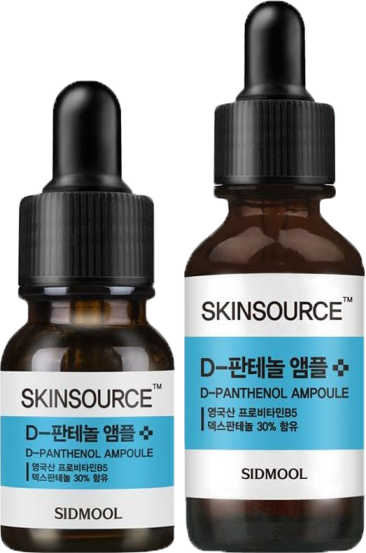 SKINSOURCE™
D-판테놀 앰플
D-PANTHENOL AMPOULE
영국산 프로비타민B5
덱스판테놀 30% 함유
SIDMOOL
SKINSOURCE™
D-판테놀 앰플
D-PANTHENOL AMPOULE
영국산 프로비타민B5
덱스판테놀 30% 함유
SIDMOOL